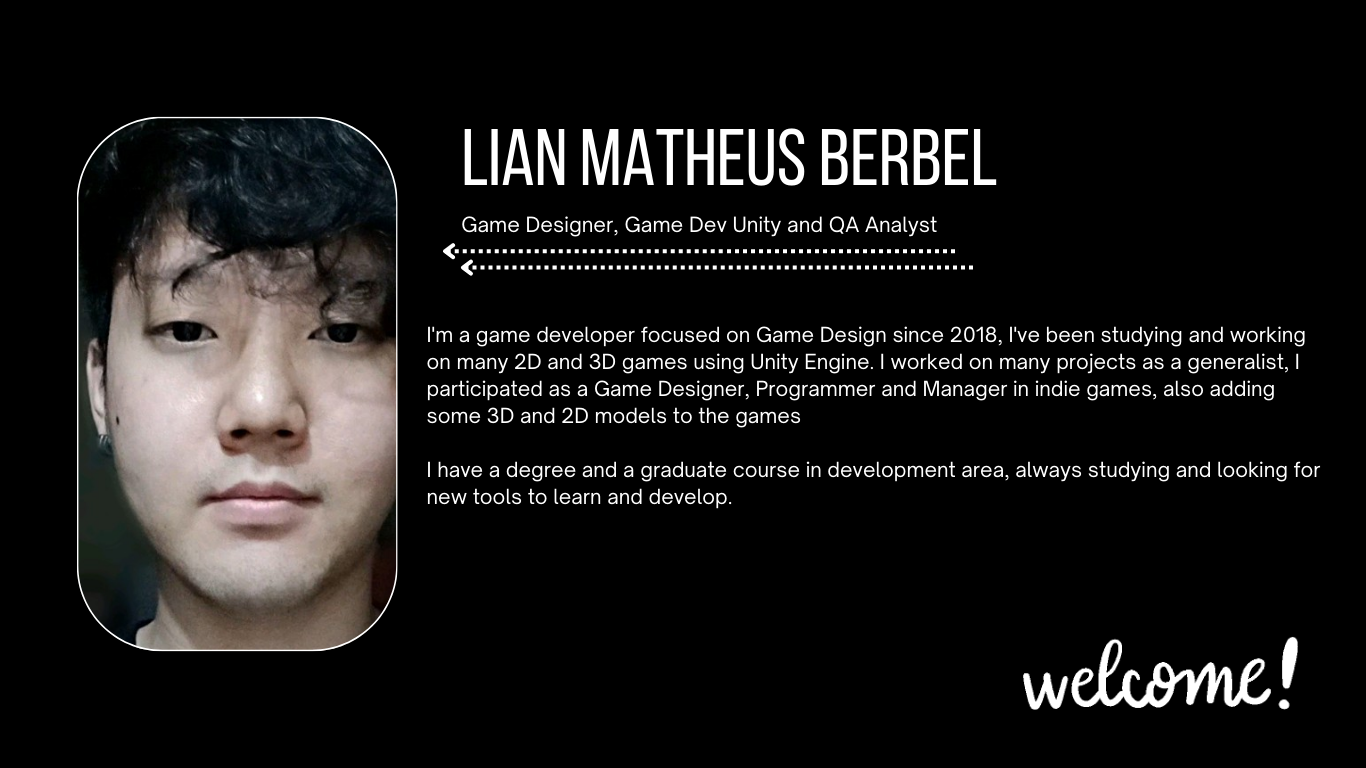 LIAN MATHEUS BERBEL
Game Designer, Game Dev Unity and QA Analyst
I'm a game developer focused on Game Design since 2018, I've been studying and working
on many 2D and 3D games using Unity Engine. I worked on many projects as a generalist, I
participated as a Game Designer, Programmer and Manager in indie games, also adding
some 3D and 2D models to the games
I have a degree and a graduate course in development area, always studying and looking for
new tools to learn and develop.
welcome!